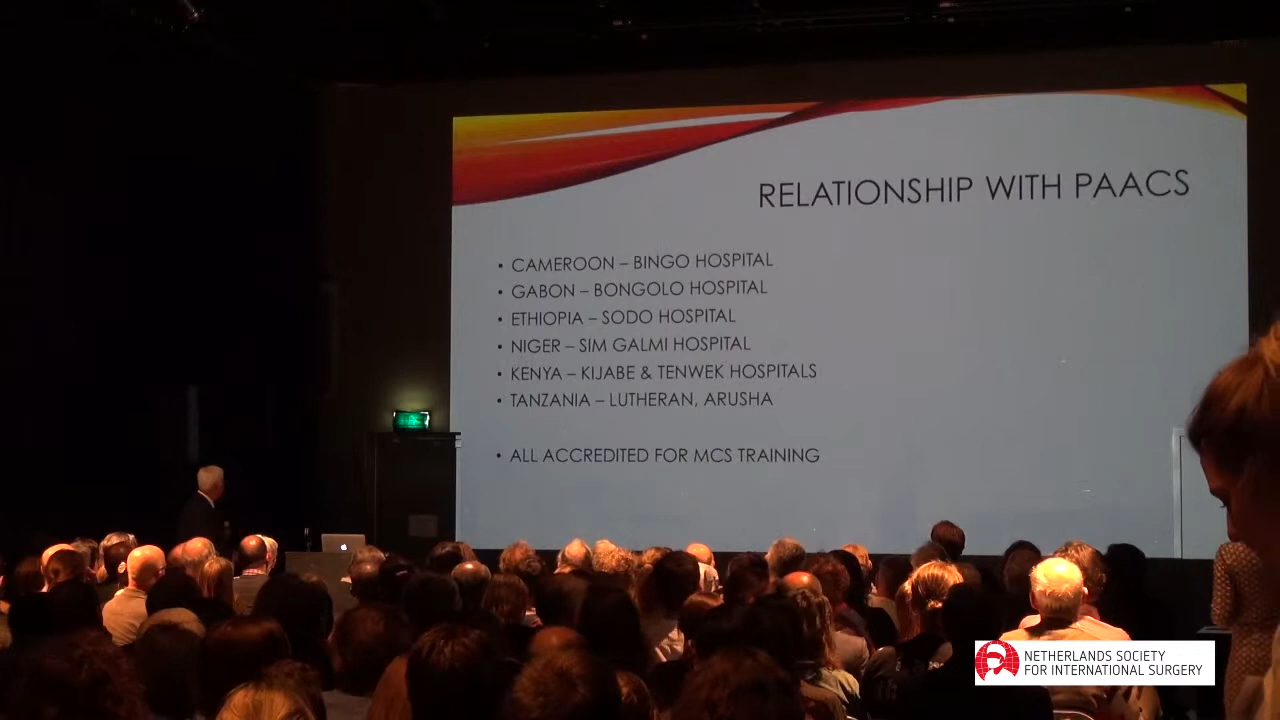 RELATIONSHIP WITH PAACS
• CAMEROON – BINGO HOSPITAL
• GABON – BONGOLO HOSPITAL
• ETHIOPIA – SODO HOSPITAL
• NIGER – SIM GALMI HOSPITAL
• KENYA – KIJABE & TENWEK HOSPITALS
• TANZANIA – LUTHERAN, ARUSHA
• ALL ACCREDITED FOR MCS TRAINING
NETHERLANDS SOCIETY
FOR INTERNATIONAL SURGERY